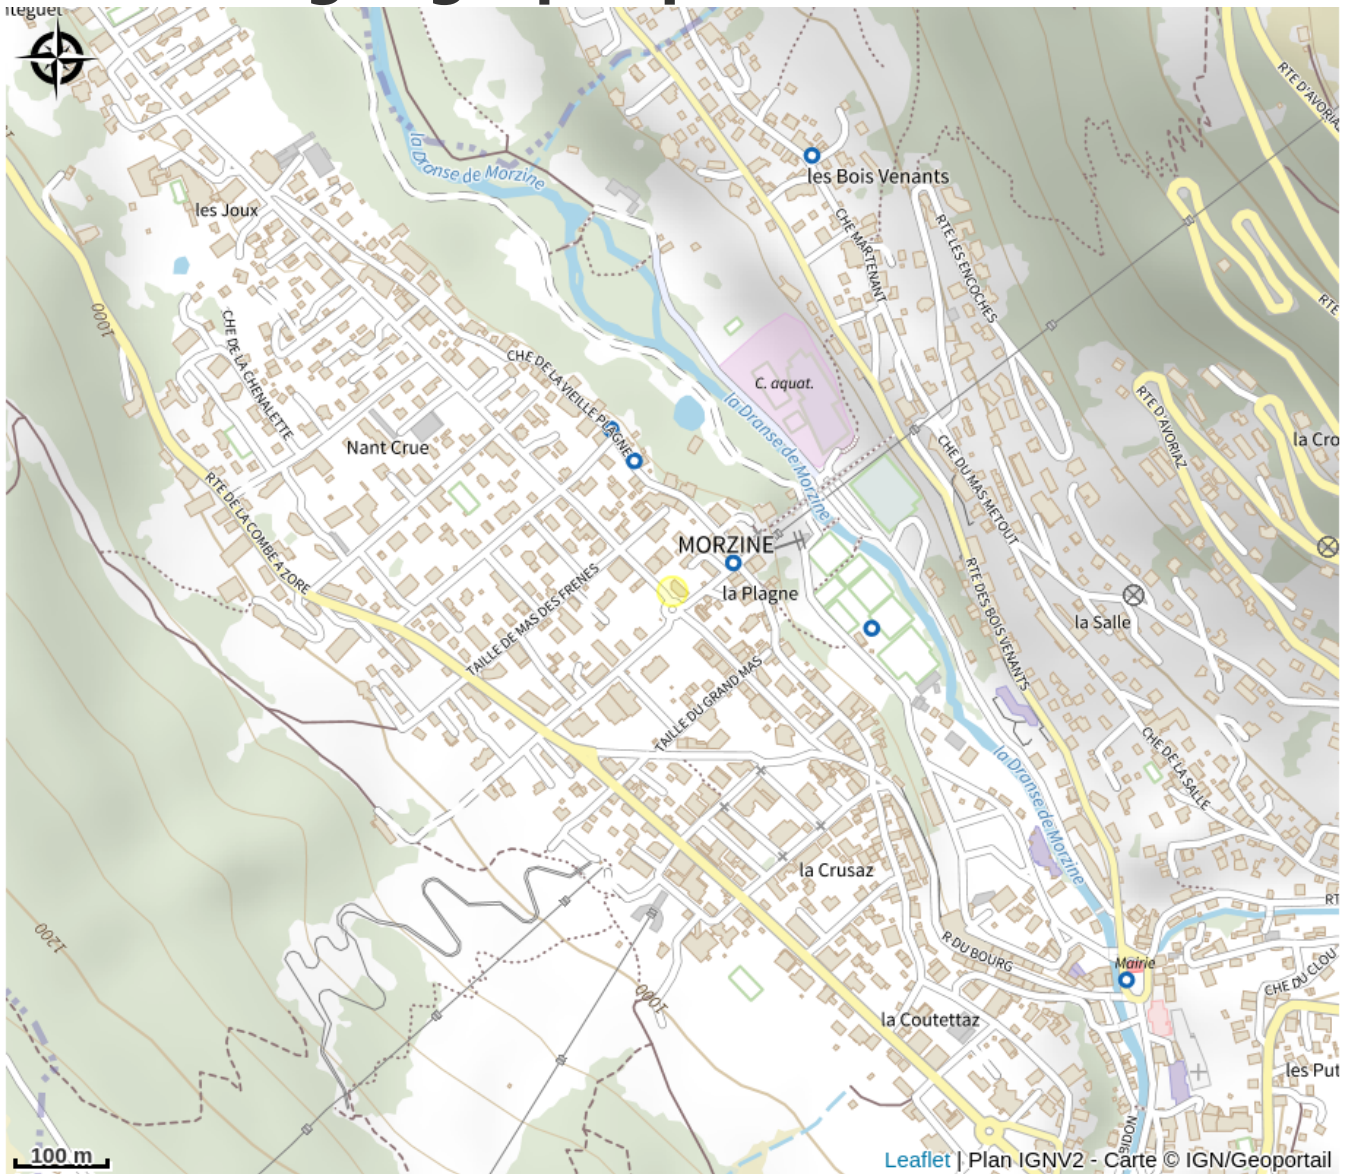 les Bois Venants
la Dranse de Morzine
les Joux
RTE D'AVORIAZ
CHE MARTENANT
RTE LES ENCOCHES
RTE
1000
CHE DE LA CHENALETTE
CHE DE LA VIEILLE PLAGNE
C. aquat.
la Dranse de Morzine
RTE D'AVORIAZ
la Cro
Nant Crue
CHE DU MAS METOUT
RTE DE LA COMBE A ZORE
MORZINE
la Plagne
TAILLE DE MAS DES FRENES
RTE DES BOIS VENANTS
la Salle
TAILLE DU GRAND MAS
CHE DE LA SALLE
la Dranse de Morzine
la Crusaz
RT
1200
R DU BOURG
Mairie
CHE DU CLOU
1000
la Coutettaz
les Put
100 m
Leaflet | Plan IGNV2 - Carte © IGN/Geoportail